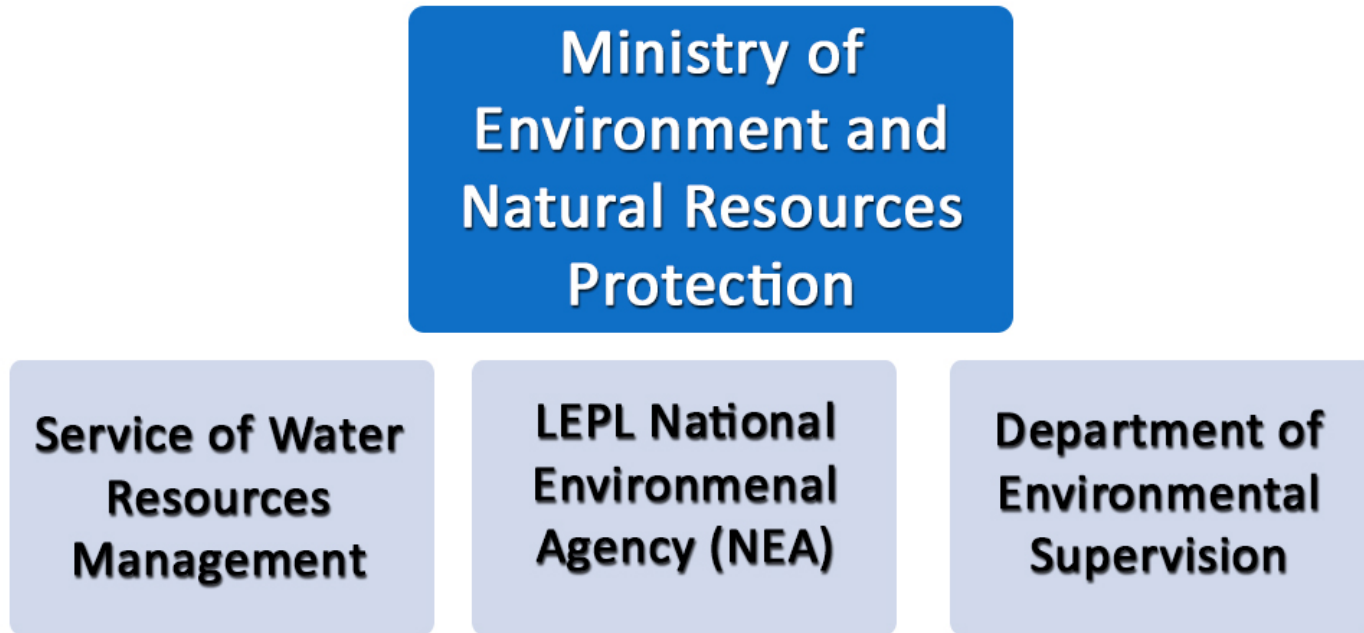 Ministry of
Environment and
Natural Resources
Protection
Service of Water
Resources
Management
LEPL National
Environmenal
Agency (NEA)
Department of
Environmental
Supervision